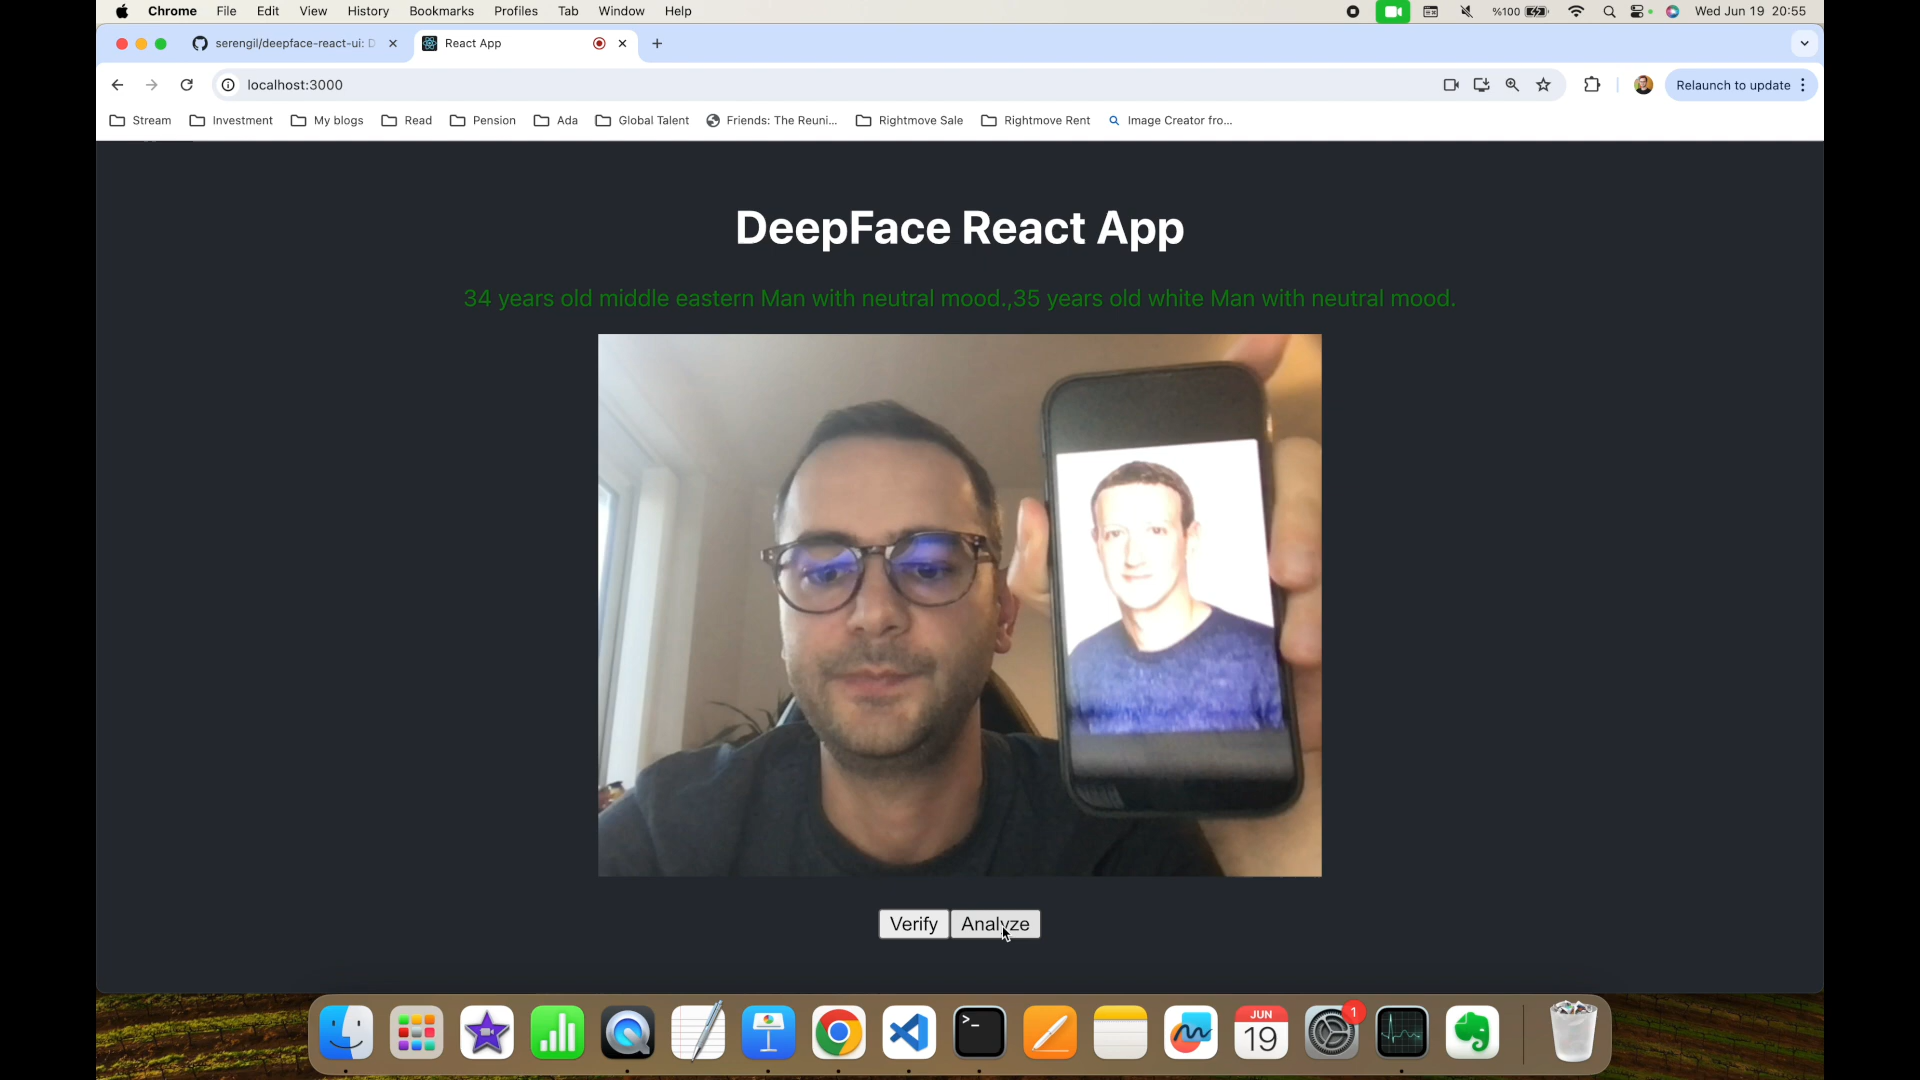 Chrome File Edit View History Bookmarks Profiles Tab Window Help %100 Wed Jun 19 20:55
serengil/deepface-react-ui: D React App
localhost:3000 Relaunch to update
Stream Investment My blogs Read Pension Ada Global Talent Friends: The Reuni... Rightmove Sale Rightmove Rent Image Creator fro...
DeepFace React App
34 years old middle eastern Man with neutral mood.,35 years old white Man with neutral mood.
Verify Analyze
>_ JUN 19 1